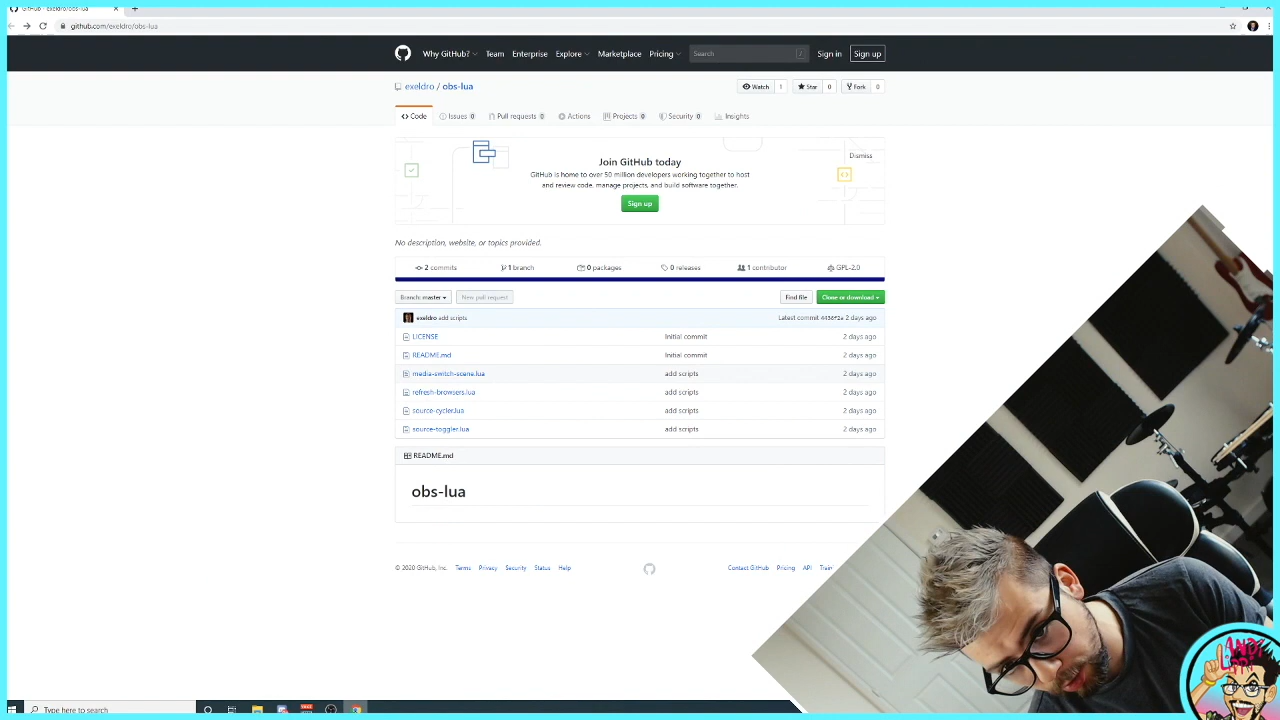 GitHub - exeldro/obs-lua
github.com/exeldro/obs-lua
Why GitHub? Team Enterprise Explore Marketplace Pricing Search / Sign in Sign up
exeldro / obs-lua Watch 1 Star 0 Fork 0
Code Issues 0 Pull requests 0 Actions Projects 0 Security 0 Insights
Dismiss
Join GitHub today
GitHub is home to over 50 million developers working together to host
and review code, manage projects, and build software together.
Sign up
No description, website, or topics provided.
2 commits 1 branch 0 packages 0 releases 1 contributor GPL-2.0
Branch: master New pull request Find file Clone or download
exeldro add scripts Latest commit 4436f2a 2 days ago
LICENSE Initial commit 2 days ago
README.md Initial commit 2 days ago
media-switch-scene.lua add scripts 2 days ago
refresh-browsers.lua add scripts 2 days ago
source-cycler.lua add scripts 2 days ago
source-toggler.lua add scripts 2 days ago
README.md
obs-lua
© 2020 GitHub, Inc. Terms Privacy Security Status Help Contact GitHub Pricing API Train
Type here to search